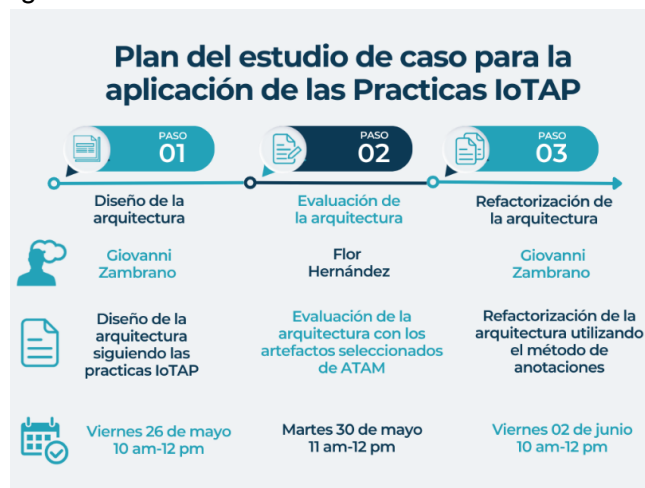 Plan del estudio de caso para la
aplicación de las Practicas IoTAP
PASO
01
PASO
02
PASO
03
Diseño de la
arquitectura
Evaluación de
la arquitectura
Refactorización de
la arquitectura
Giovanni
Zambrano
Flor
Hernández
Giovanni
Zambrano
Diseño de la
arquitectura
siguiendo las
practicas IoTAP
Evaluación de la
arquitectura con los
artefactos seleccionados
de ATAM
Refactorización de la
arquitectura utilizando
el método de
anotaciones
Viernes 26 de mayo
10 am-12 pm
Martes 30 de mayo
11 am-12 pm
Viernes 02 de junio
10 am-12 pm